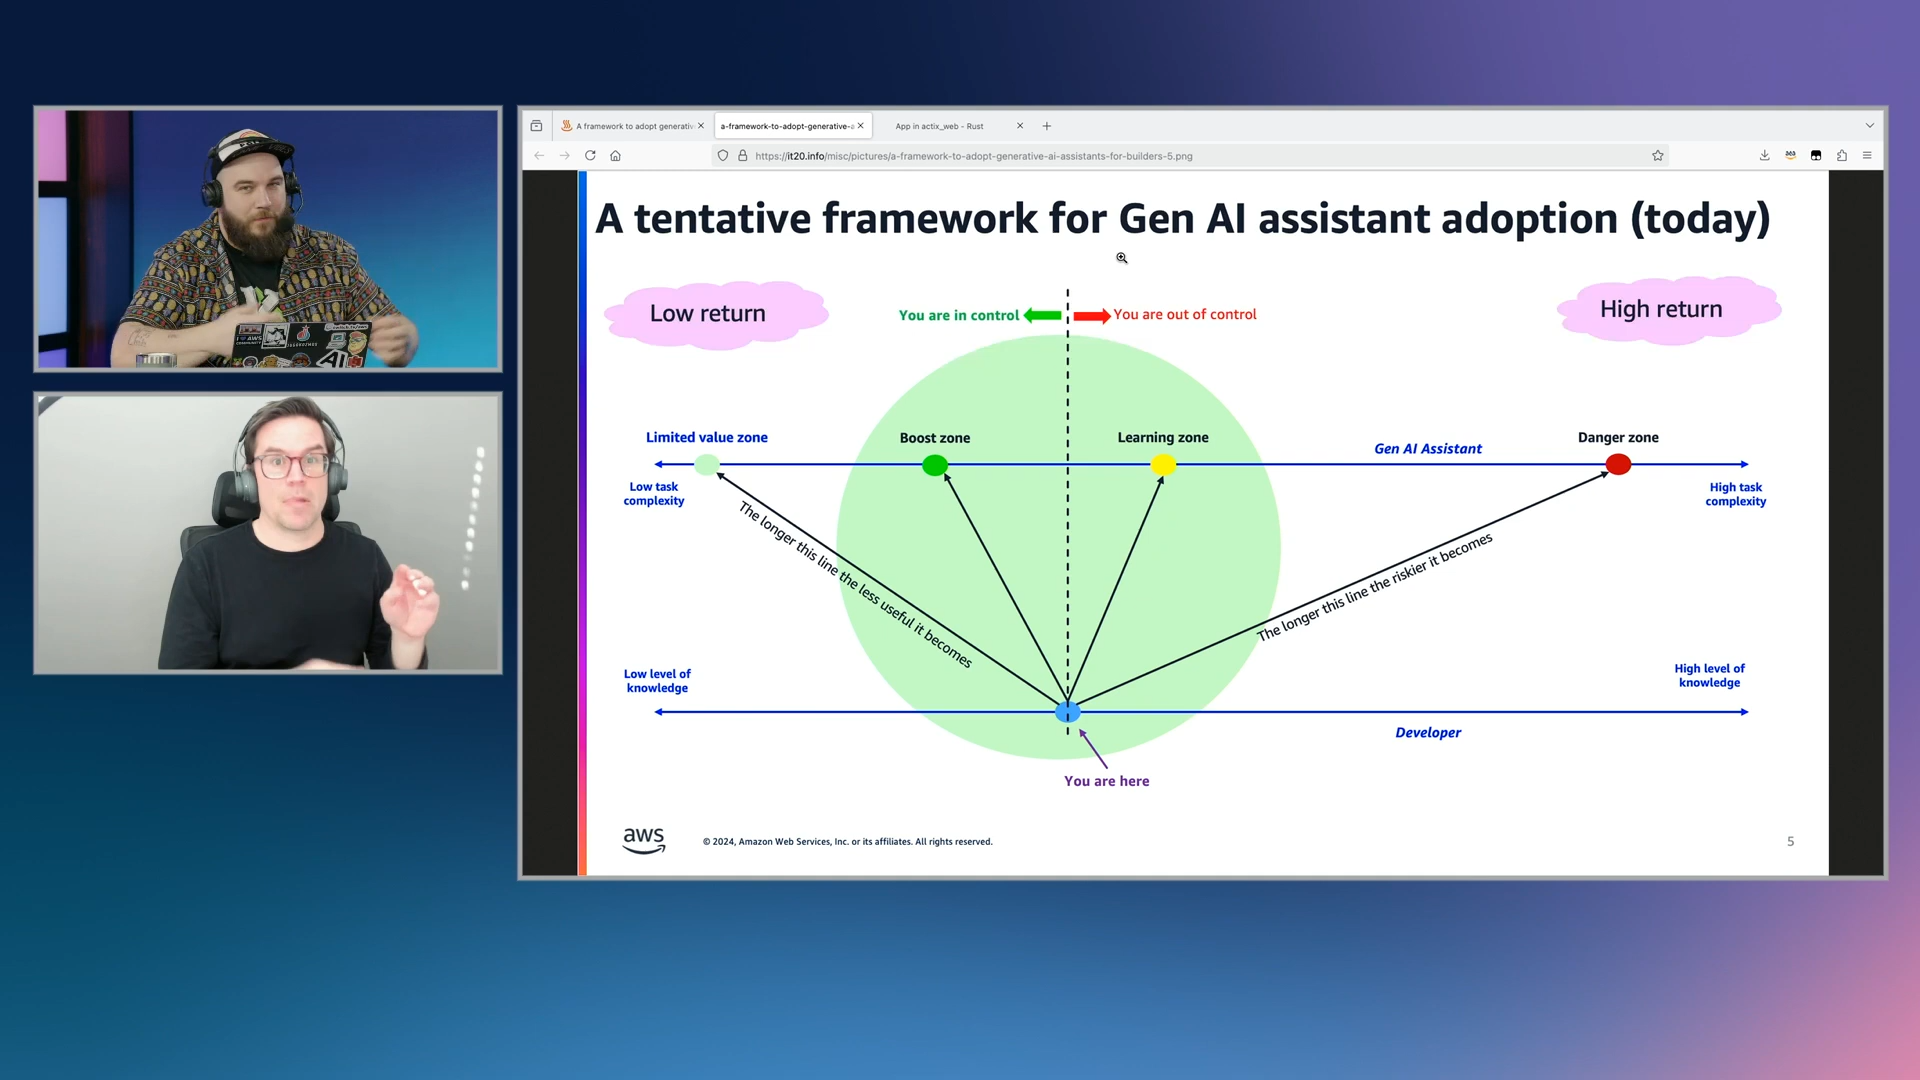 A framework to adopt generativ
a-framework-to-adopt-generative-a
App in actix_web - Rust
https://it20.info/misc/pictures/a-framework-to-adopt-generative-ai-assistants-for-builders-5.png
A tentative framework for Gen AI assistant adoption (today)
Low return
You are in control
You are out of control
High return
Limited value zone
Boost zone
Learning zone
Gen AI Assistant
Danger zone
Low task
complexity
High task
complexity
The longer this line the less useful it becomes
The longer this line the riskier it becomes
Low level of
knowledge
High level of
knowledge
Developer
You are here
aws
© 2024, Amazon Web Services, Inc. or its affiliates. All rights reserved.
5
I ♥ AWS
AI